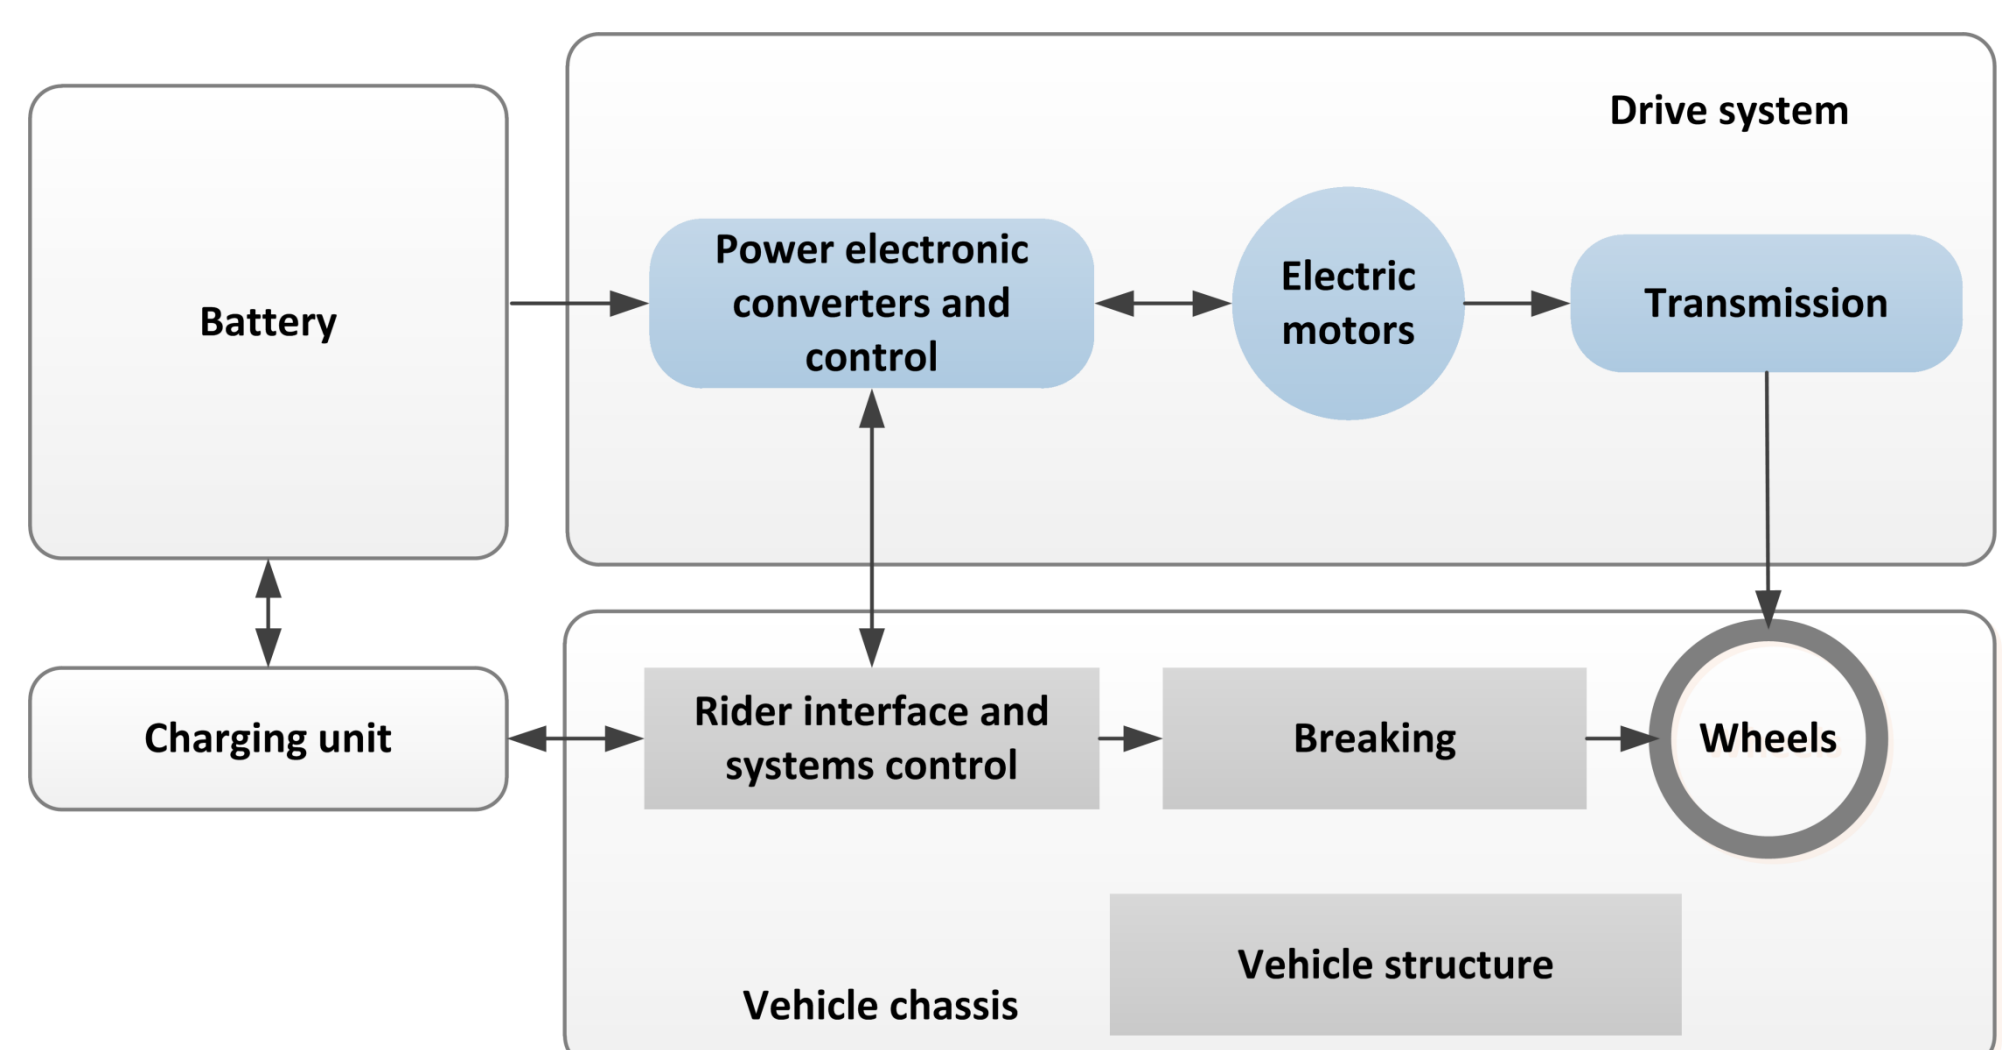 Drive system
Battery
Power electronic
converters and
control
Electric
motors
Transmission
Charging unit
Rider interface and
systems control
Breaking
Wheels
Vehicle structure
Vehicle chassis